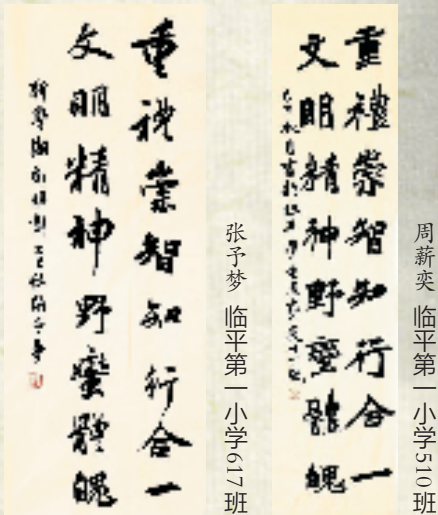 重礼崇智知行合一
文明精神野蛮体魄
张予梦 临平第一小学617班
重禮崇智知行合一
文明精神野蠻體魄
周薪奕 临平第一小学510班